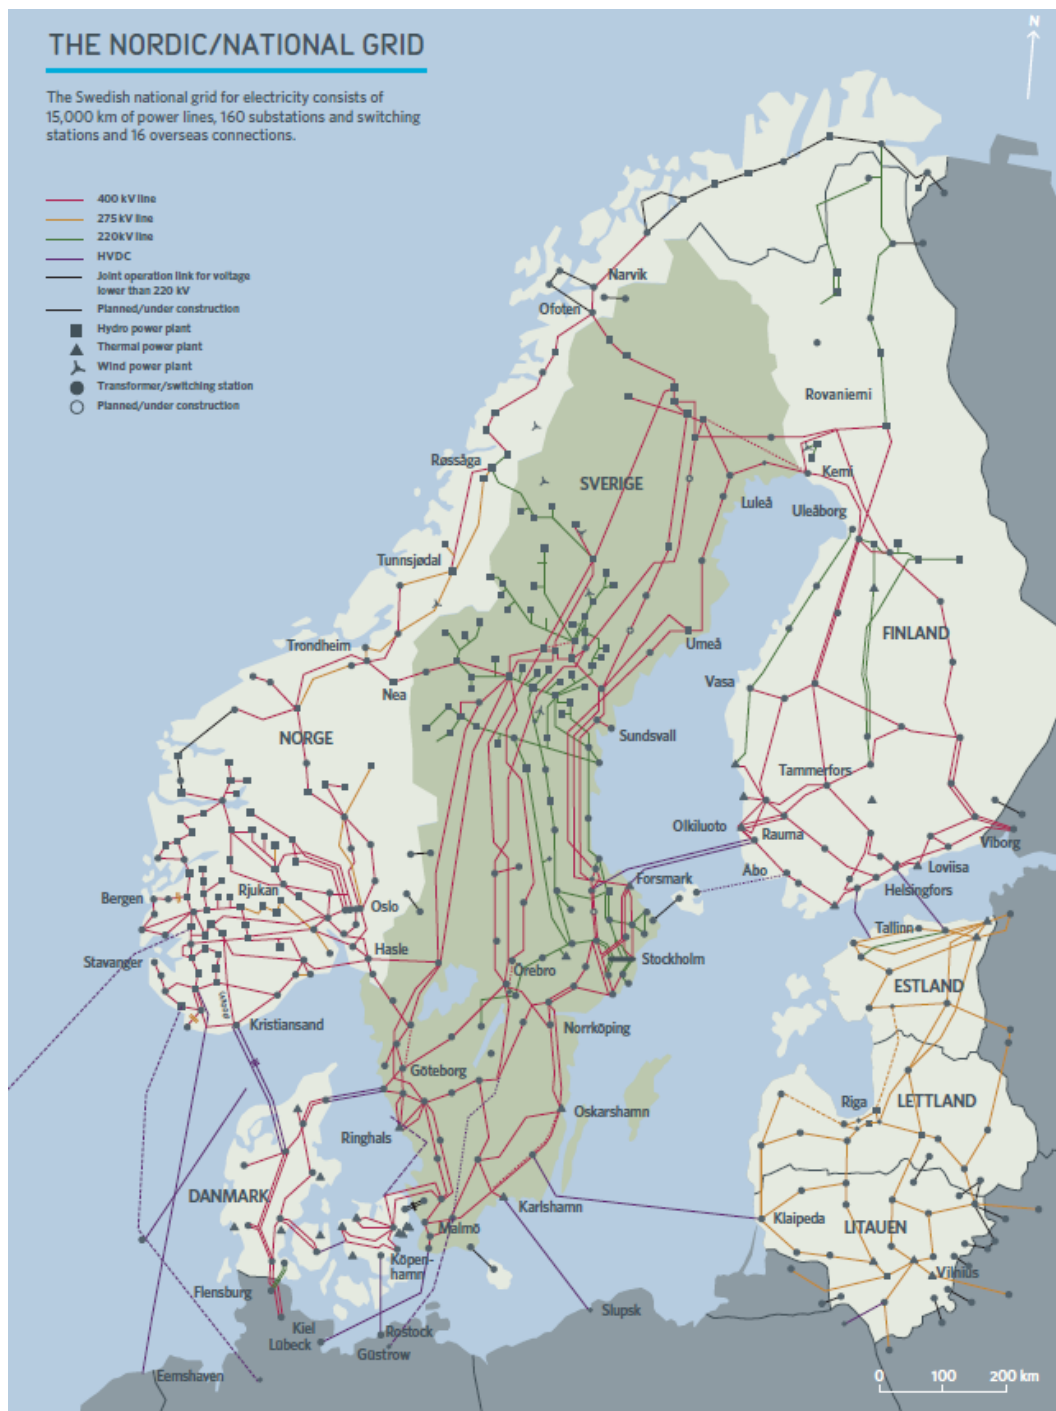 THE NORDIC/NATIONAL GRID
The Swedish national grid for electricity consists of
15,000 km of power lines, 160 substations and switching
stations and 16 overseas connections.
N
400 kV line
275 kV line
220kV line
HVDC
Joint operation link for voltage
lower than 220 kV
Planned/under construction
Hydro power plant
Thermal power plant
Wind power plant
Transformer/switching station
Planned/under construction
Narvik
Ofoten
Rovaniemi
Røssåga
SVERIGE
Kemi
Luleå
Uleåborg
Tunnsjødal
FINLAND
Trondheim
Umeå
Nea
Vasa
NORGE
Sundsvall
Tammerfors
Olkiluoto
Rauma
Viborg
Åbo
Loviisa
Forsmark
Helsingfors
Rjukan
Bergen
Oslo
Tallinn
Hasle
Stavanger
Örebro
Stockholm
ESTLAND
Kristiansand
Norrköping
Göteborg
Riga
LETTLAND
Oskarshamn
Ringhals
DANMARK
Karlshamn
Klaipeda
LITAUEN
Malmö
Köpen-
hamn
Vilnius
Flensburg
Slupsk
Kiel
Rostock
Lübeck
Güstrow
Eemshaven
0 100 200 km